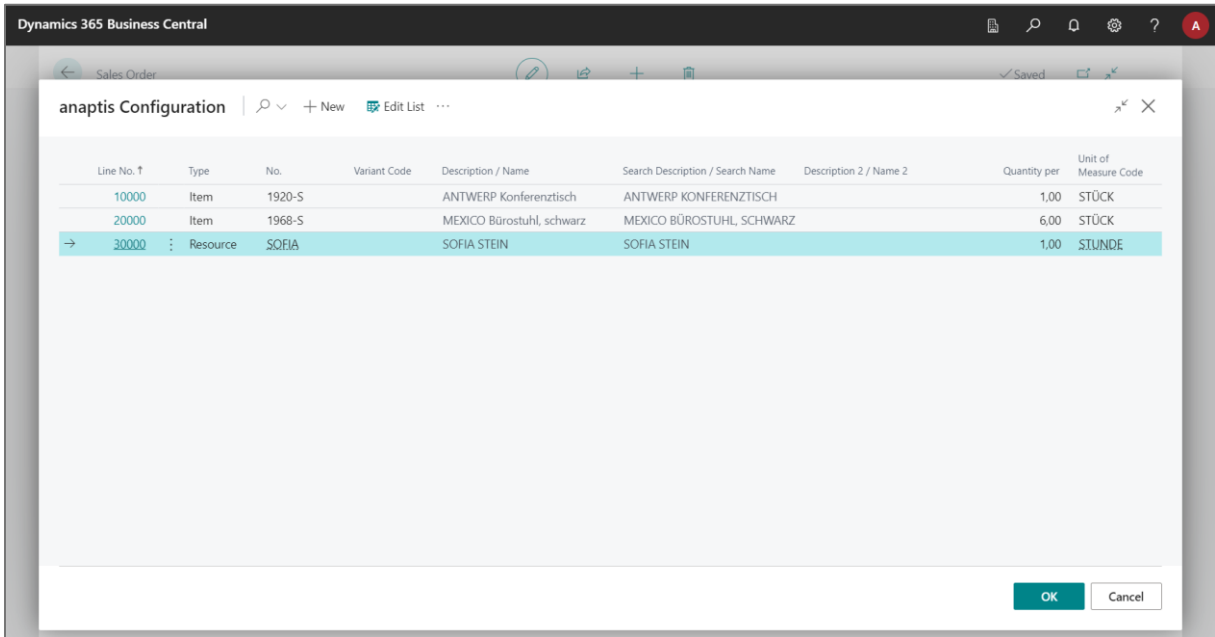 Dynamics 365 Business Central
? A
Sales Order Saved
anaptis Configuration New Edit List ...
Line No. ↑ Type No. Variant Code Description / Name Search Description / Search Name Description 2 / Name 2 Quantity per Unit of Measure Code
10000 Item 1920-S ANTWERP Konferenztisch ANTWERP KONFERENZTISCH 1,00 STÜCK
20000 Item 1968-S MEXICO Bürostuhl, schwarz MEXICO BÜROSTUHL, SCHWARZ 6,00 STÜCK
→ 30000 Resource SOFIA SOFIA STEIN SOFIA STEIN 1,00 STUNDE
OK Cancel